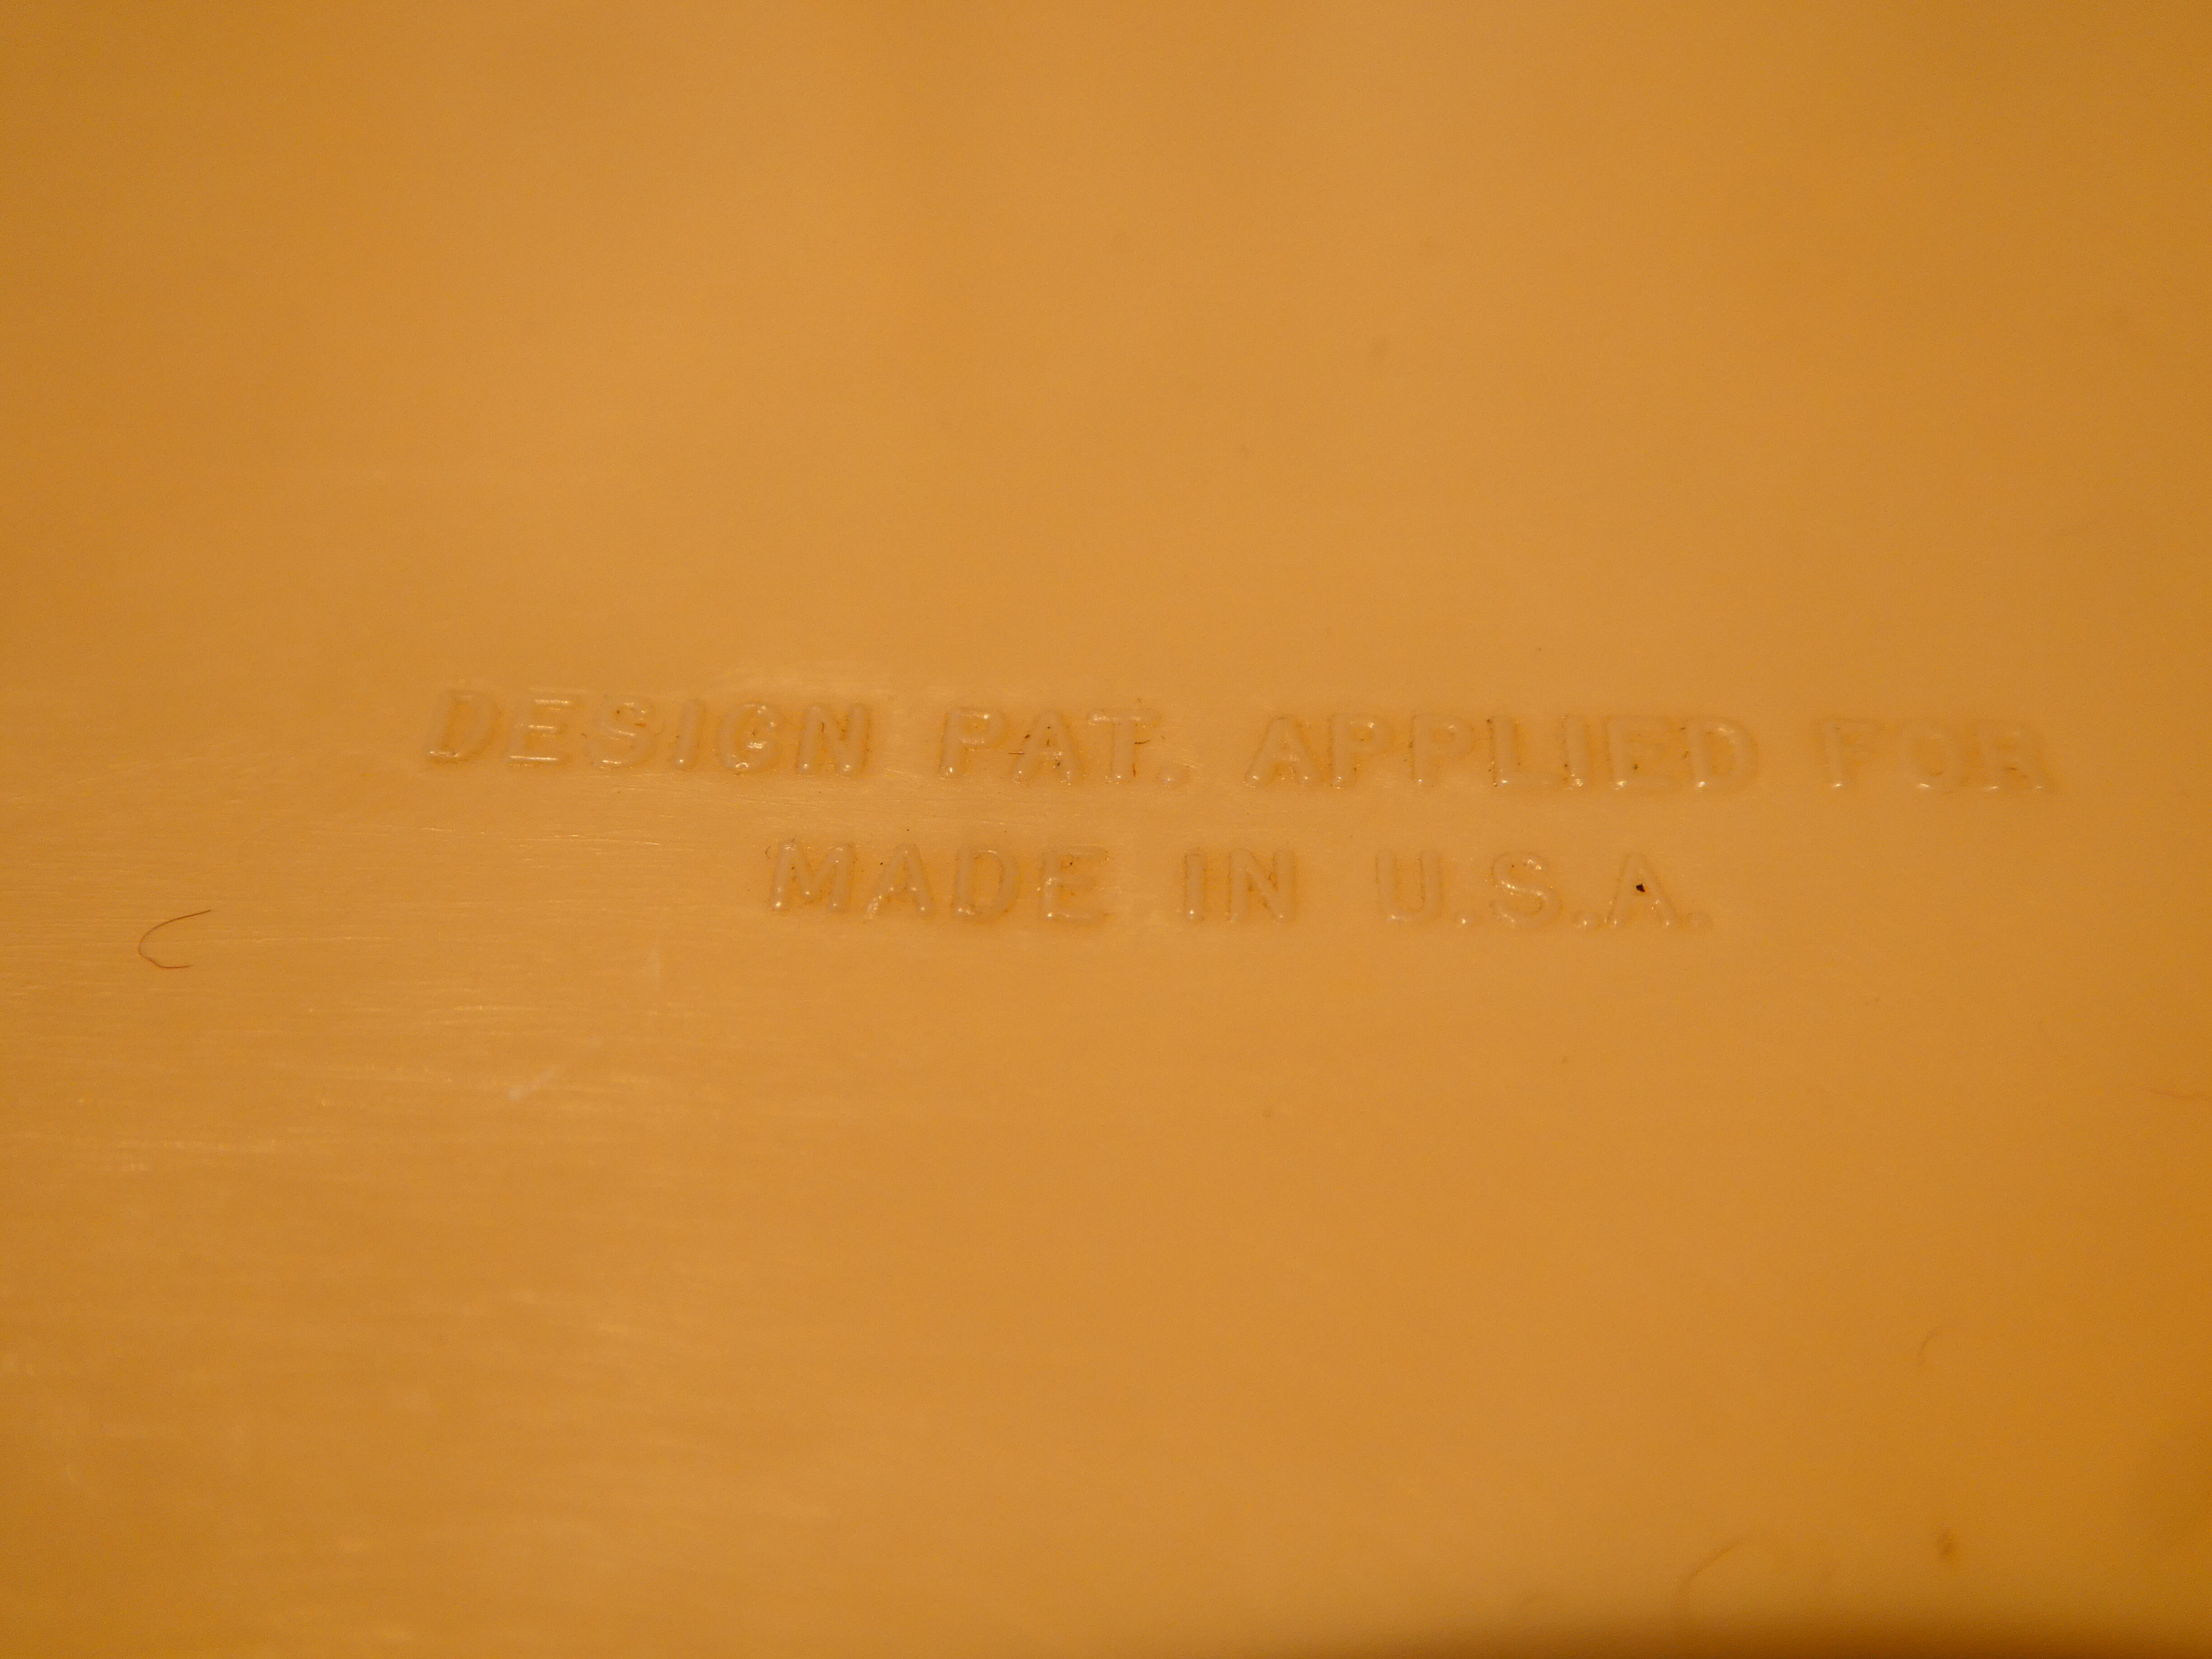 DESIGN PAT. APPLIED FOR
MADE IN U.S.A.